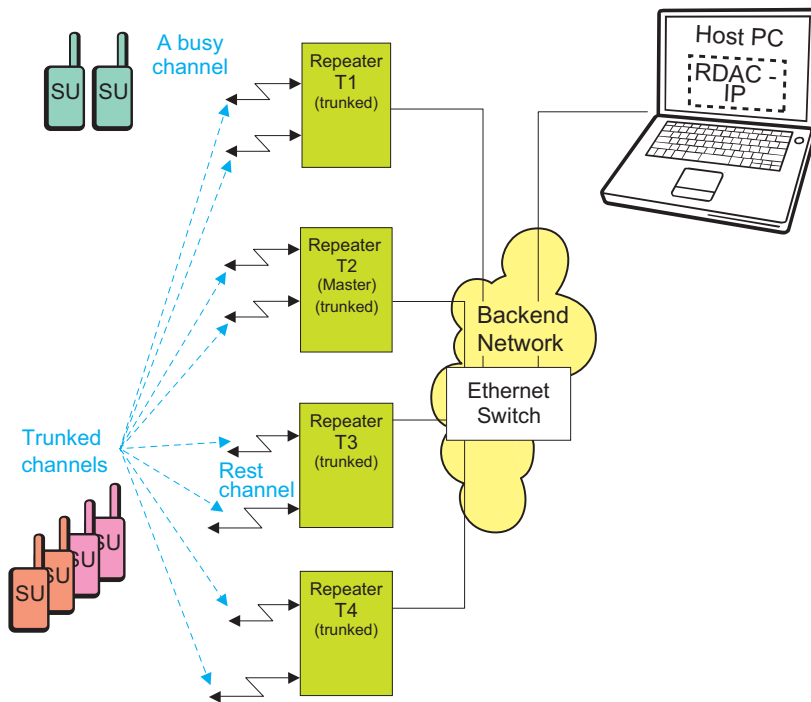 A busy
channel
SU
SU
Repeater
T1
(trunked)
Host PC
RDAC -
IP
Repeater
T2
(Master)
(trunked)
Backend
Network
Ethernet
Switch
Trunked
channels
Repeater
T3
(trunked)
Rest
channel
SU
SU
SU
SU
Repeater
T4
(trunked)